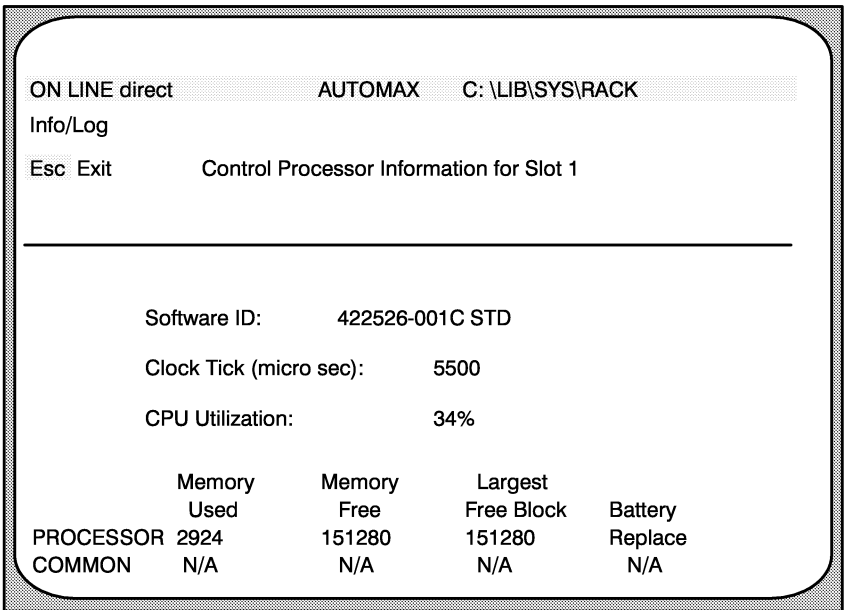 ON LINE direct AUTOMAX C: \LIB\SYS\RACK
Info/Log
Esc Exit Control Processor Information for Slot 1
Software ID: 422526-001C STD
Clock Tick (micro sec): 5500
CPU Utilization: 34%
Memory Memory Largest
Used Free Free Block Battery
PROCESSOR 2924 151280 151280 Replace
COMMON N/A N/A N/A N/A